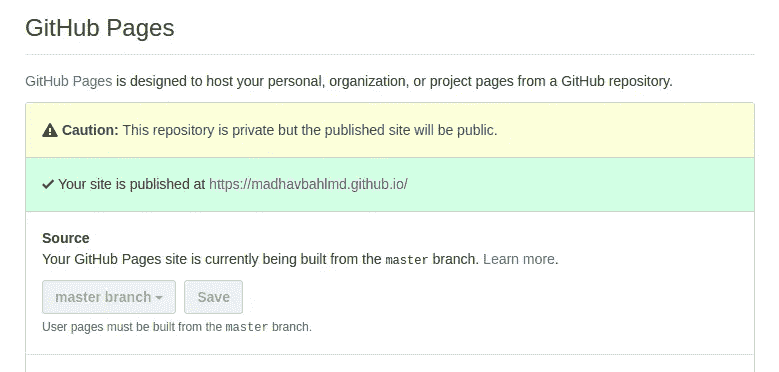 GitHub Pages
GitHub Pages is designed to host your personal, organization, or project pages from a GitHub repository.
Caution: This repository is private but the published site will be public.
Your site is published at https://madhavbahlmd.github.io/
Source
Your GitHub Pages site is currently being built from the master branch. Learn more.
master branch Save
User pages must be built from the master branch.